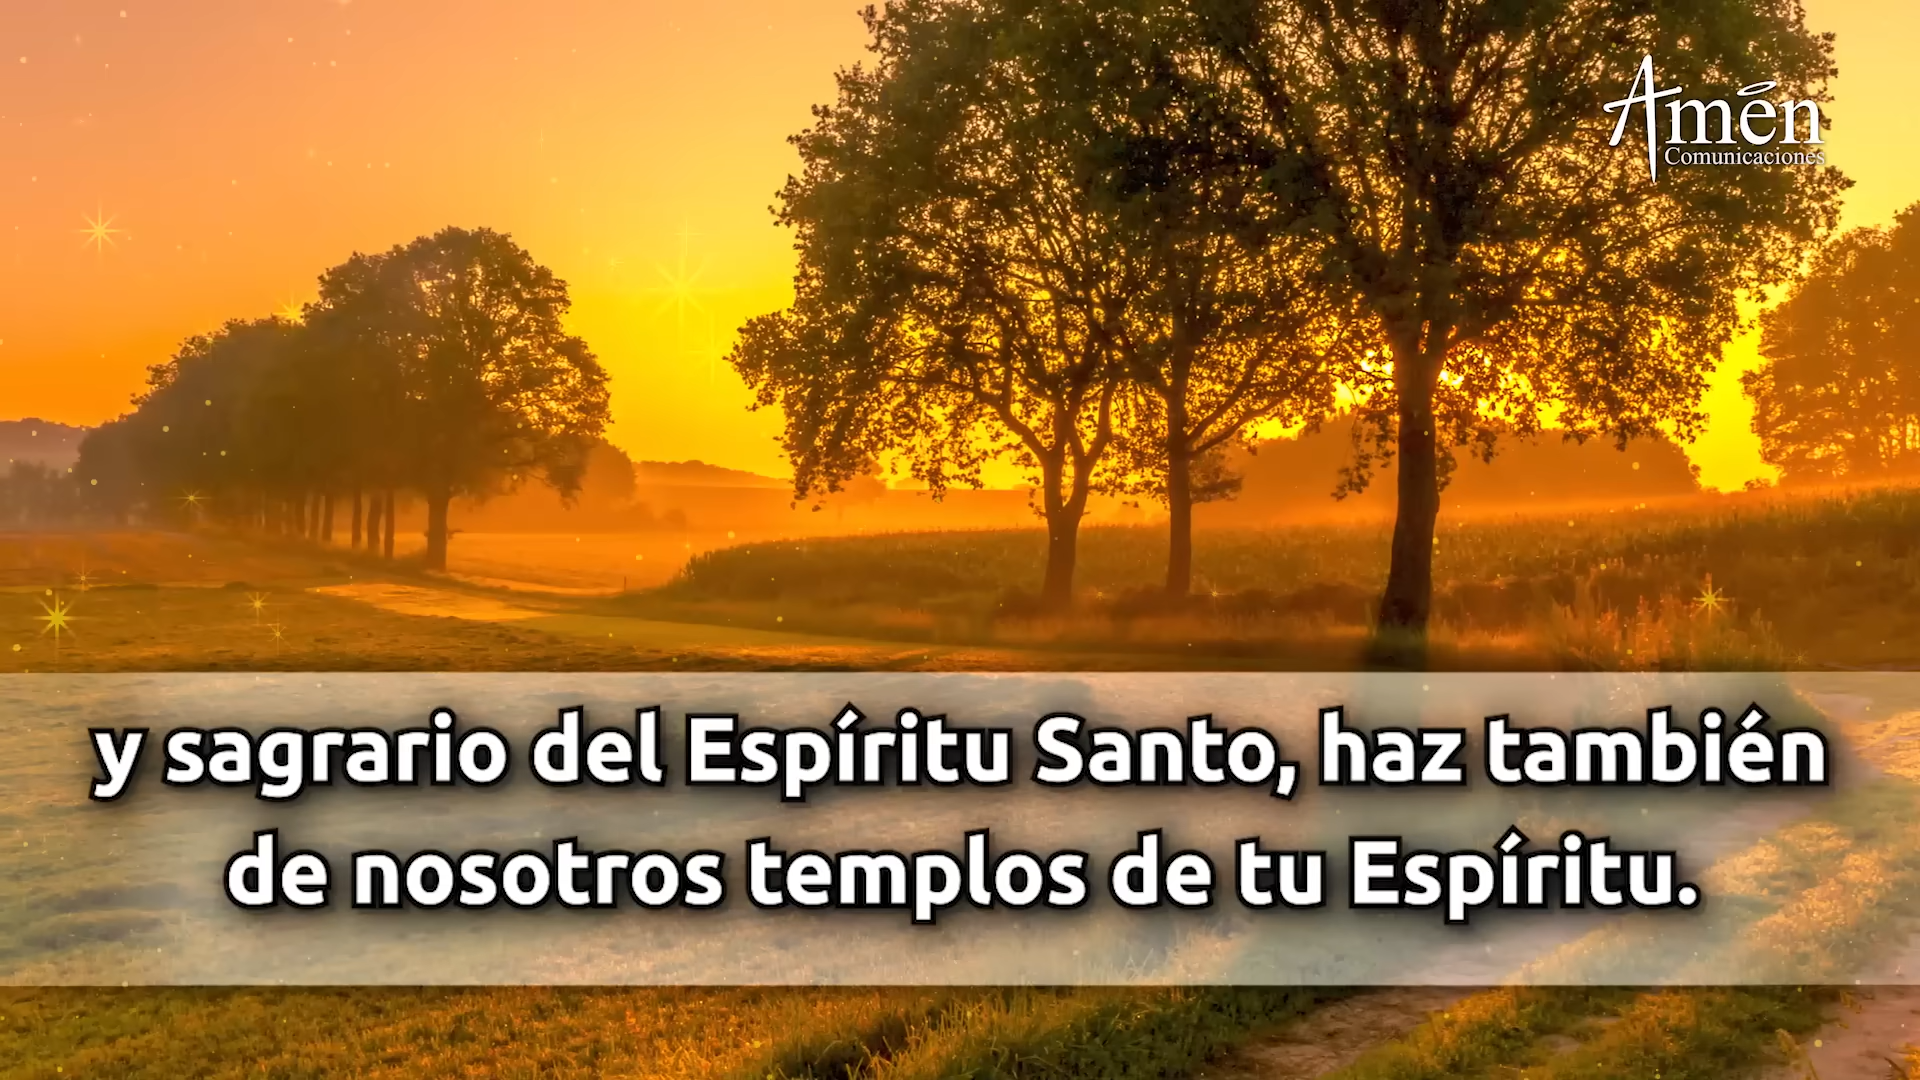 Amén
Comunicaciones
y sagrario del Espíritu Santo, haz también
de nosotros templos de tu Espíritu.